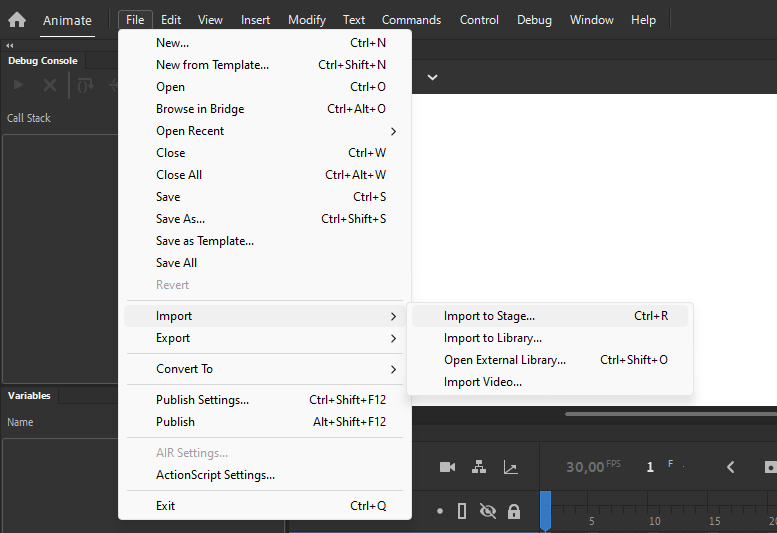 Animate File Edit View Insert Modify Text Commands Control Debug Window Help
Debug Console
Call Stack
New... Ctrl+N
New from Template... Ctrl+Shift+N
Open Ctrl+O
Browse in Bridge Ctrl+Alt+O
Open Recent
Close Ctrl+W
Close All Ctrl+Alt+W
Save Ctrl+S
Save As... Ctrl+Shift+S
Save as Template...
Save All
Revert
Import
Import to Stage... Ctrl+R
Export
Import to Library...
Open External Library... Ctrl+Shift+O
Convert To
Import Video...
Variables
Publish Settings... Ctrl+Shift+F12
Name
Publish Alt+Shift+F12
AIR Settings...
ActionScript Settings...
30,00 FPS 1 F
Exit Ctrl+Q
5 10 15 20